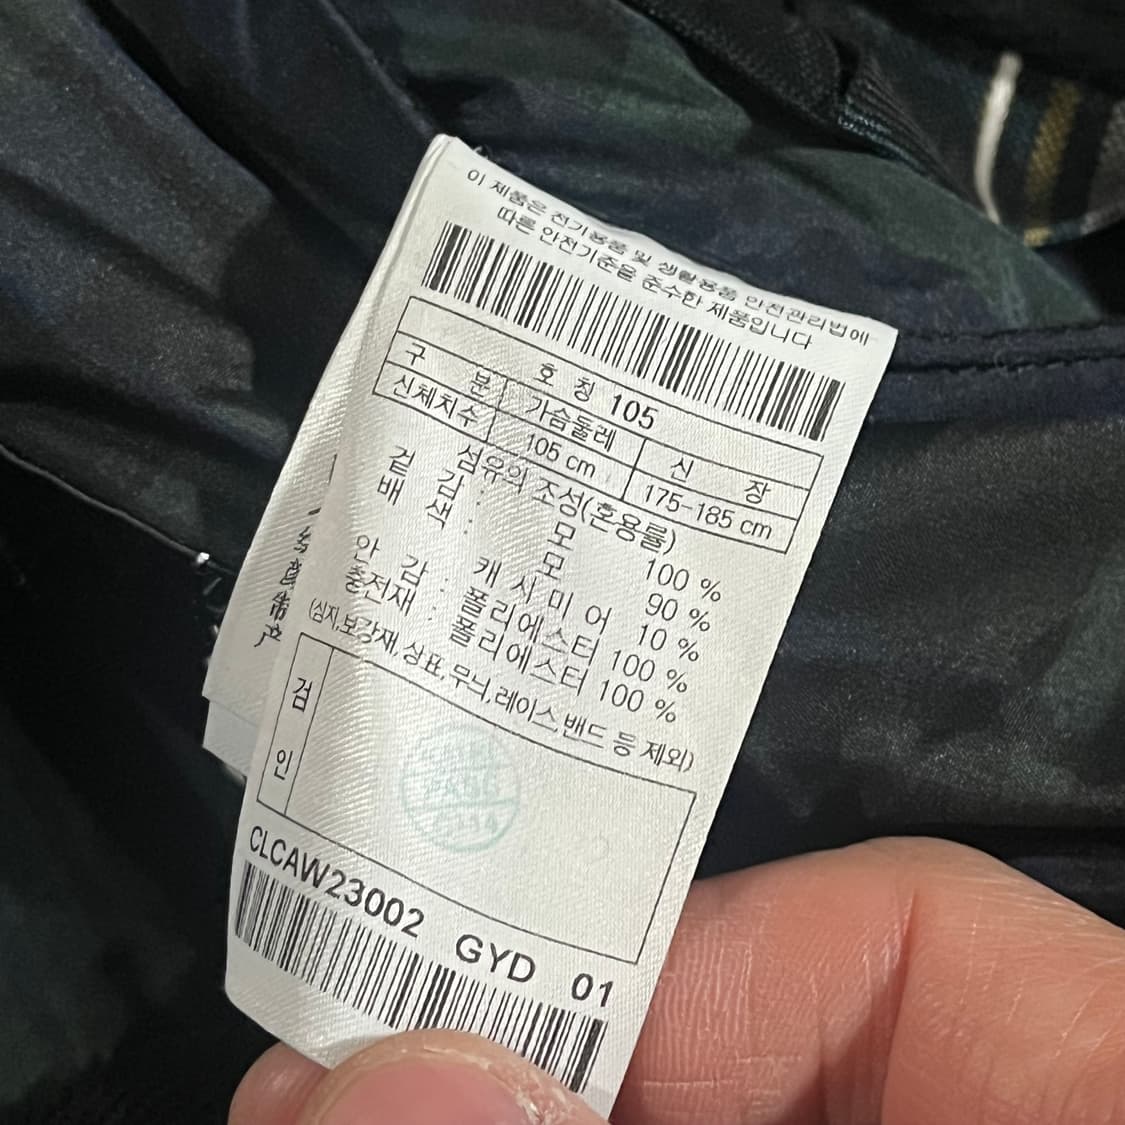 이 제품은 전기용품 및 생활용품 안전관리법에
따른 안전기준을 준수한 제품입니다
호 칭 105
구 분 가슴둘레 신 장
신체치수 105 cm 175-185 cm
섬유의 조성(혼용률)
겉 감 : 모 100 %
배 색 : 모 90 %
캐 시 미 어 10 %
안 감 : 폴리에스터 100 %
충전재 : 폴리에스터 100 %
(심지,보강재,상표,무늬,레이스,밴드 등 제외)
검 인
CLCAW23002 GYD 01